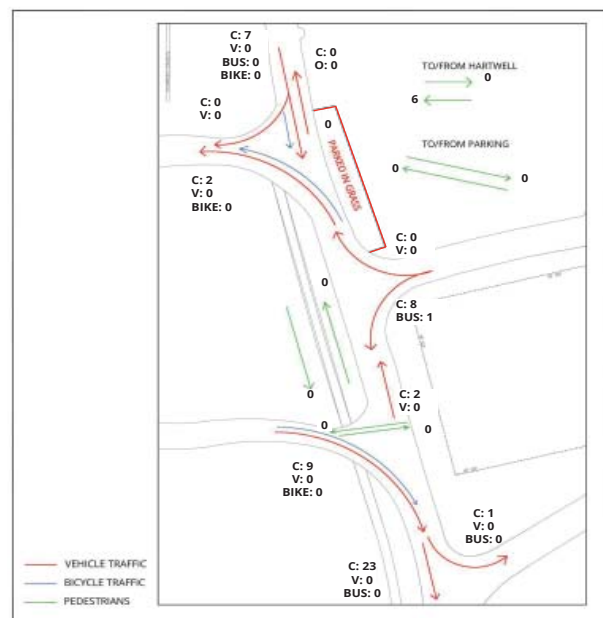 C: 7
V: 0
BUS: 0
BIKE: 0
C: 0
O: 0
TO/FROM HARTWELL
0
6
C: 0
V: 0
0
PARKED IN GRASS
TO/FROM PARKING
0
0
C: 2
V: 0
BIKE: 0
C: 0
V: 0
0
C: 8
BUS: 1
0
C: 2
V: 0
0
0
C: 9
V: 0
BIKE: 0
C: 1
V: 0
BUS: 0
C: 23
V: 0
BUS: 0
VEHICLE TRAFFIC
BICYCLE TRAFFIC
PEDESTRIANS